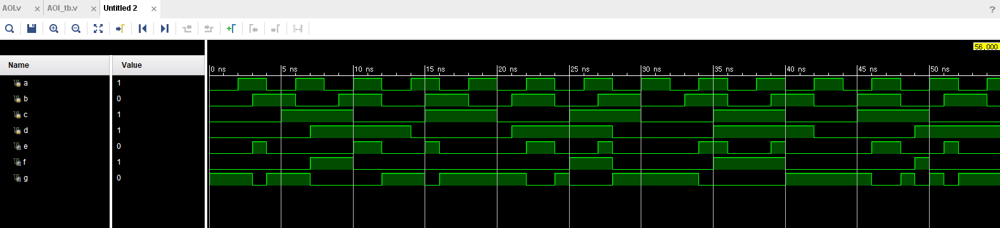 AOI.v × AOI_tb.v × Untitled 2 ×
?
56,000
Name Value
0 ns 5 ns 10 ns 15 ns 20 ns 25 ns 30 ns 35 ns 40 ns 45 ns 50 ns
a 1
b 0
c 1
d 1
e 0
f 1
g 0